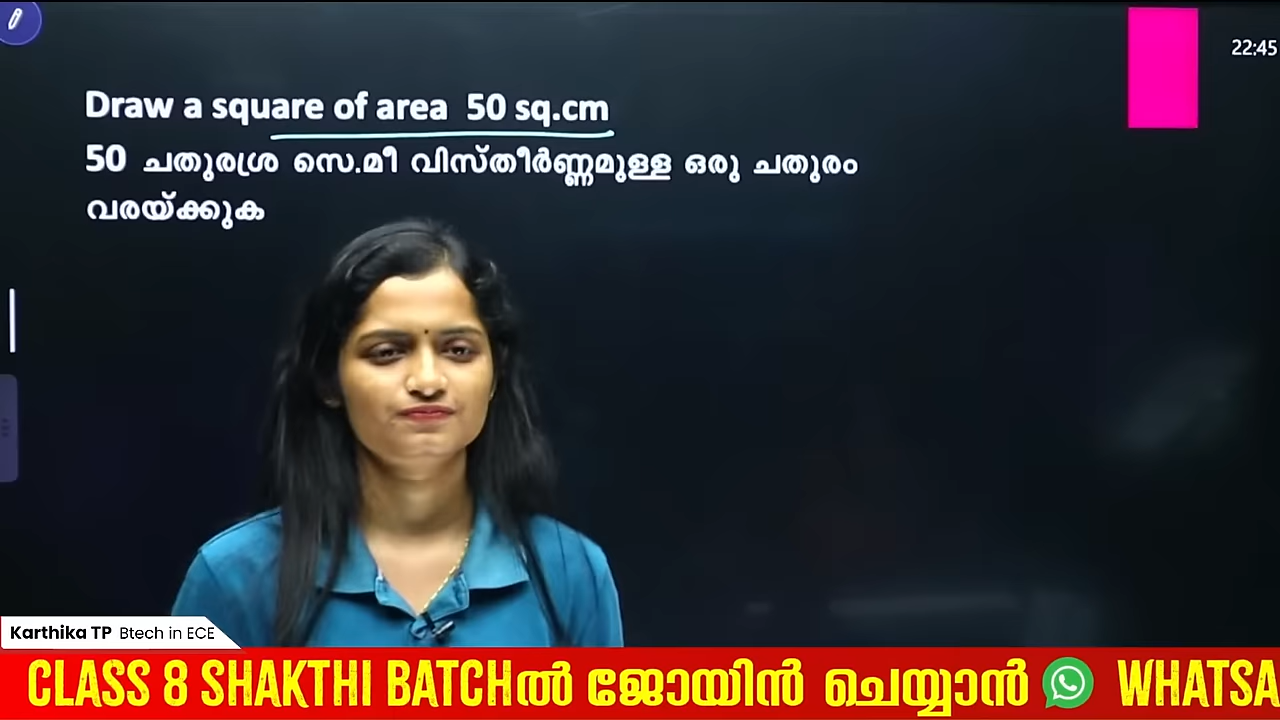 22:45
Draw a square of area 50 sq.cm
50 ചതുരശ്ര സെ.മീ വിസ്തീർണ്ണമുള്ള ഒരു ചതുരം
വരയ്ക്കുക
Karthika TP Btech in ECE
CLASS 8 SHAKTHI BATCHൽ ജോയിൻ ചെയ്യാൻ WHATSA